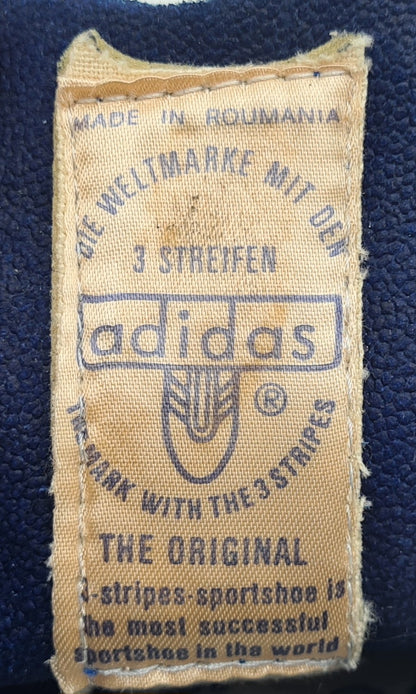 MADE IN ROUMANIA
DIE WELTMARKE MIT DEN
3 STREIFEN
adidas
®
MARK WITH THE 3 STRIPES
THE ORIGINAL
3-stripes-sportshoe is
the most successful
sportshoe in the world